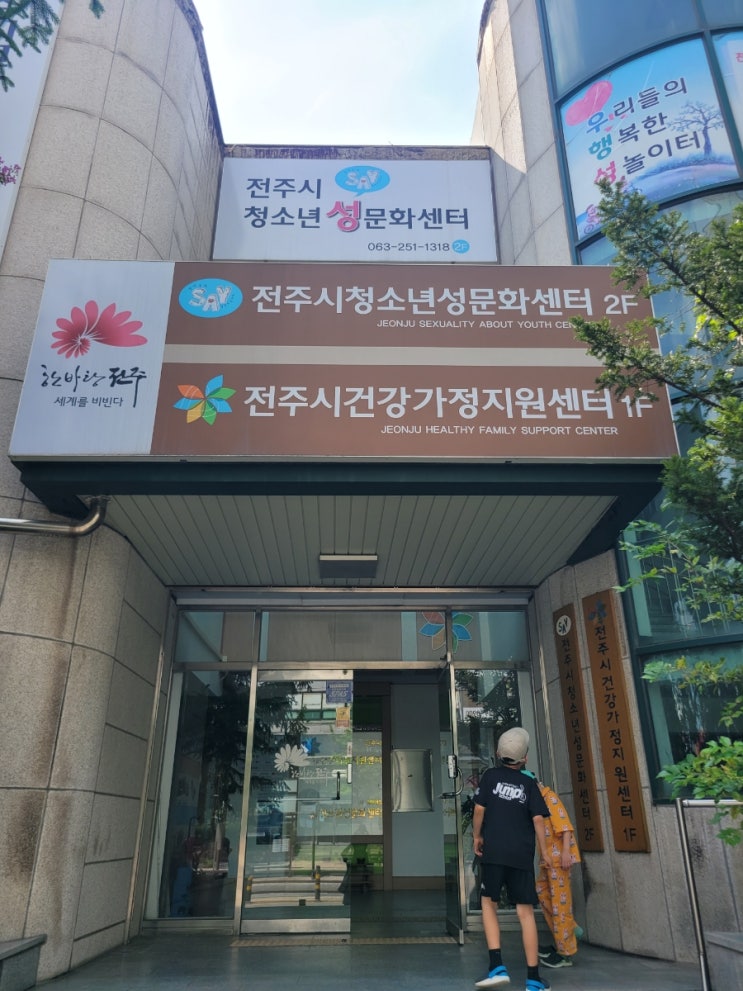 전주시 SAY
청소년 성문화센터
063-251-1318 2F
우리들의
행복한
성놀이터
SAY 전주시청소년성문화센터 2F
JEONJU SEXUALITY ABOUT YOUTH
한바탕전주
세계를 비빈다
전주시건강가정지원센터 1F
JEONJU HEALTHY FAMILY SUPPORT CENTER
SAY 전주시청소년성문화센터 2F
전주시건강가정지원센터 1F
Jump